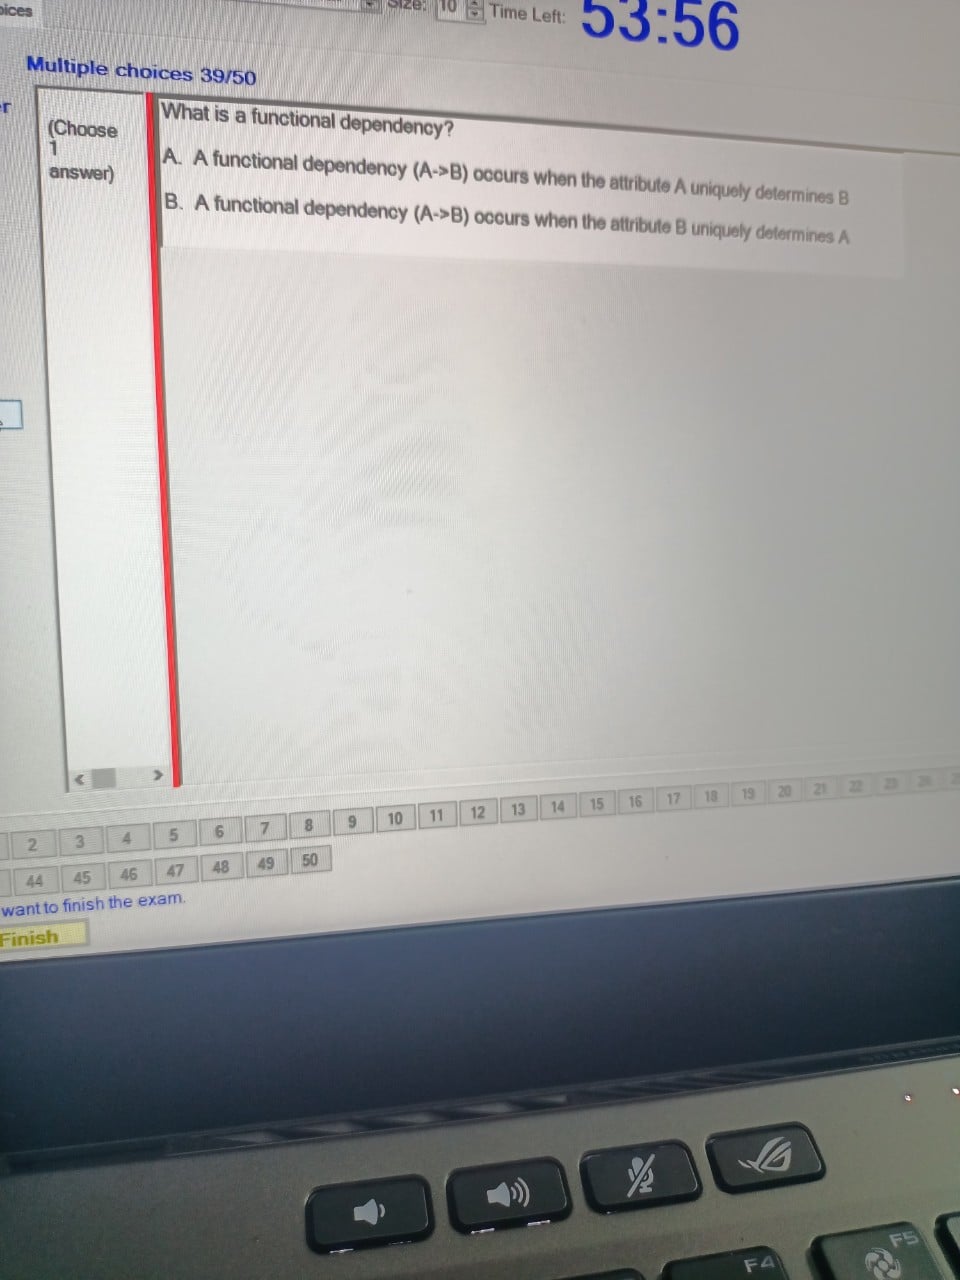 Size: 10 Time Left: 53:56
Multiple choices 39/50
(Choose
1
answer)
What is a functional dependency?
A. A functional dependency (A->B) occurs when the attribute A uniquely determines B
B. A functional dependency (A->B) occurs when the attribute B uniquely determines A
2 3 4 5 6 7 8 9 10 11 12 13 14 15 16 17 18 19 20 21 22 23 24
44 45 46 47 48 49 50
want to finish the exam.
Finish
F4 F5